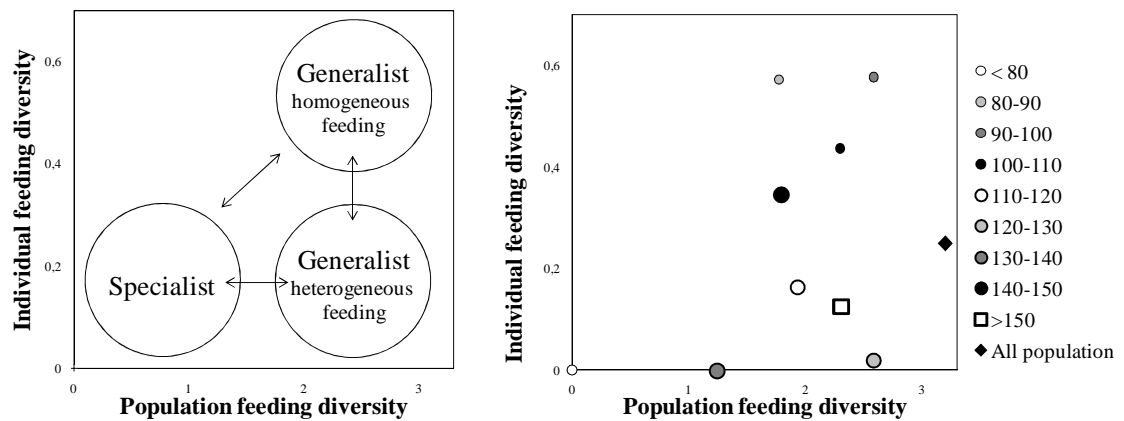 Individual feeding diversity
0,6
0,4
0,2
0
Generalist
homogeneous
feeding
Specialist
Generalist
heterogeneous
feeding
0
1
2
3
Population feeding diversity
Individual feeding diversity
0,6
0,4
0,2
0
1
2
3
Population feeding diversity
< 80
80-90
90-100
100-110
110-120
120-130
130-140
140-150
>150
All population